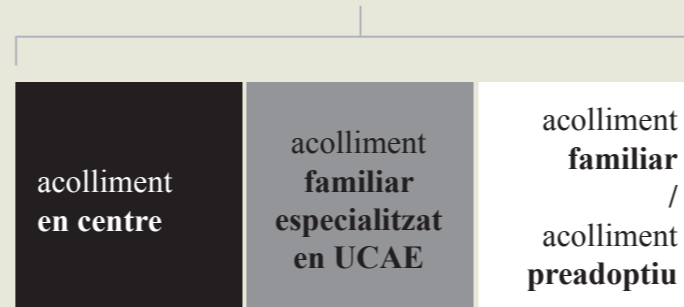 acolliment
en centre
acolliment
familiar
especialitzat
en UCAE
acolliment
familiar
/
acolliment
preadoptiu